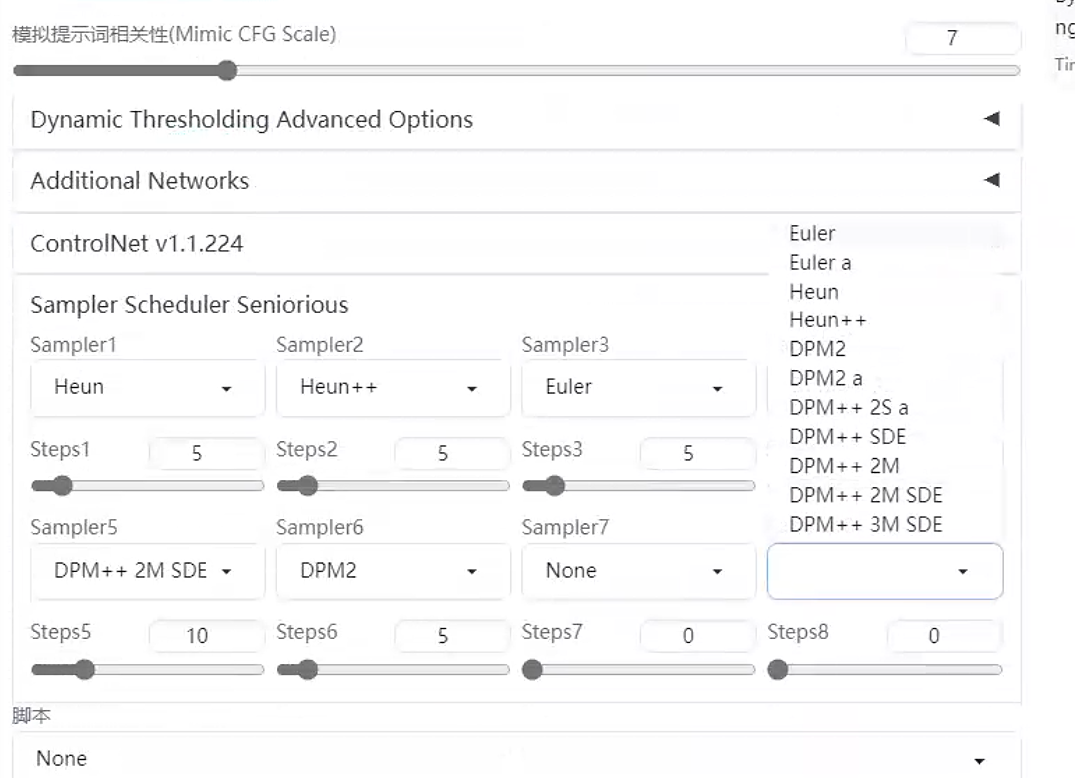 模拟提示词相关性(Mimic CFG Scale)
7
Dynamic Thresholding Advanced Options
Additional Networks
ControlNet v1.1.224
Sampler Scheduler Seniorious
Sampler1
Sampler2
Sampler3
Heun
Heun++
Euler
Steps1
5
Steps2
5
Steps3
5
Euler
Euler a
Heun
Heun++
DPM2
DPM2 a
DPM++ 2S a
DPM++ SDE
DPM++ 2M
DPM++ 2M SDE
DPM++ 3M SDE
Sampler5
Sampler6
Sampler7
DPM++ 2M SDE
DPM2
None
Steps5
10
Steps6
5
Steps7
0
Steps8
0
脚本
None